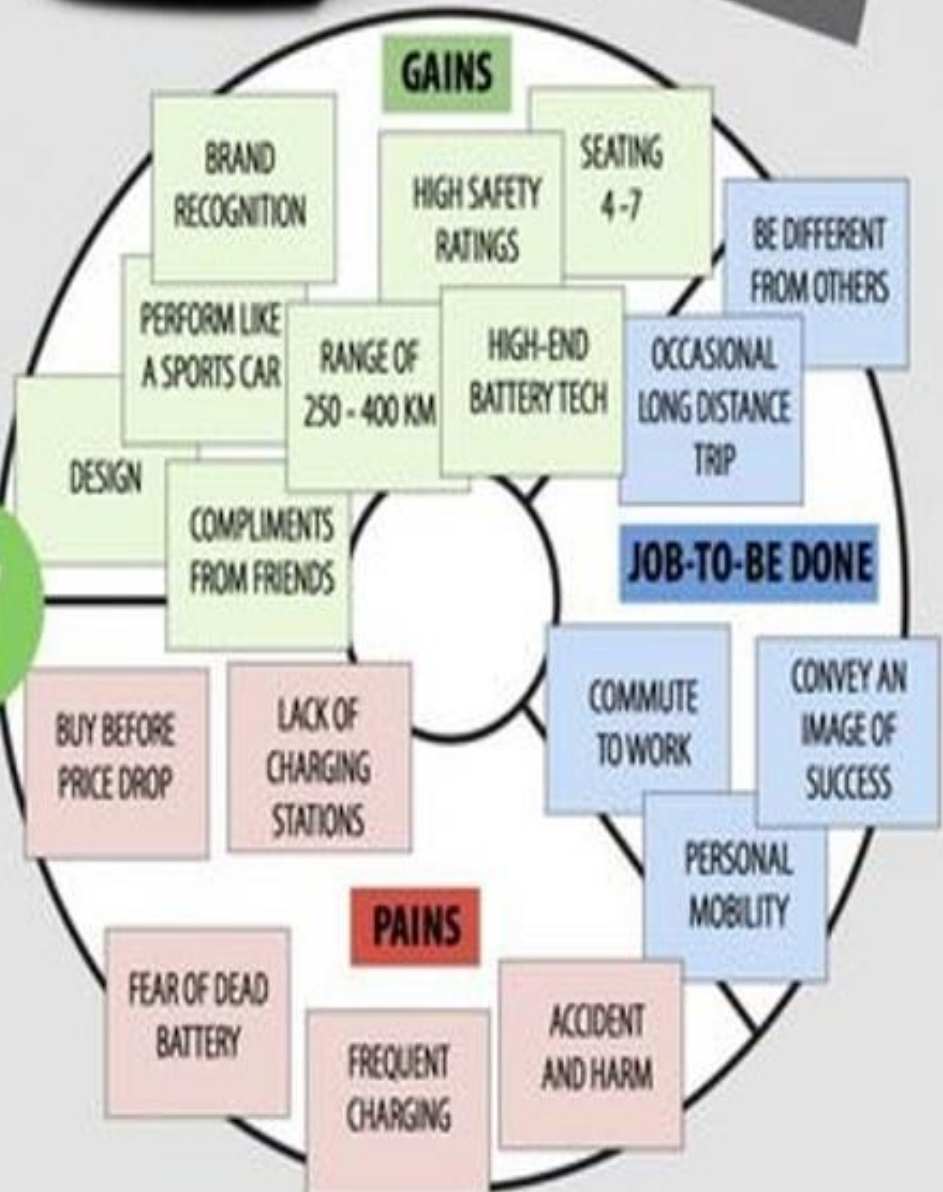 GAINS
BRAND
RECOGNITION
HIGH SAFETY
RATINGS
SEATING
4 -7
PERFORM LIKE
A SPORTS CAR
RANGE OF
250 - 400 KM
HIGH-END
BATTERY TECH
DESIGN
COMPLIMENTS
FROM FRIENDS
BE DIFFERENT
FROM OTHERS
OCCASIONAL
LONG DISTANCE
TRIP
JOB-TO-BE DONE
COMMUTE
TO WORK
CONVEY AN
IMAGE OF
SUCCESS
PERSONAL
MOBILITY
BUY BEFORE
PRICE DROP
LACK OF
CHARGING
STATIONS
PAINS
FEAR OF DEAD
BATTERY
FREQUENT
CHARGING
ACCIDENT
AND HARM